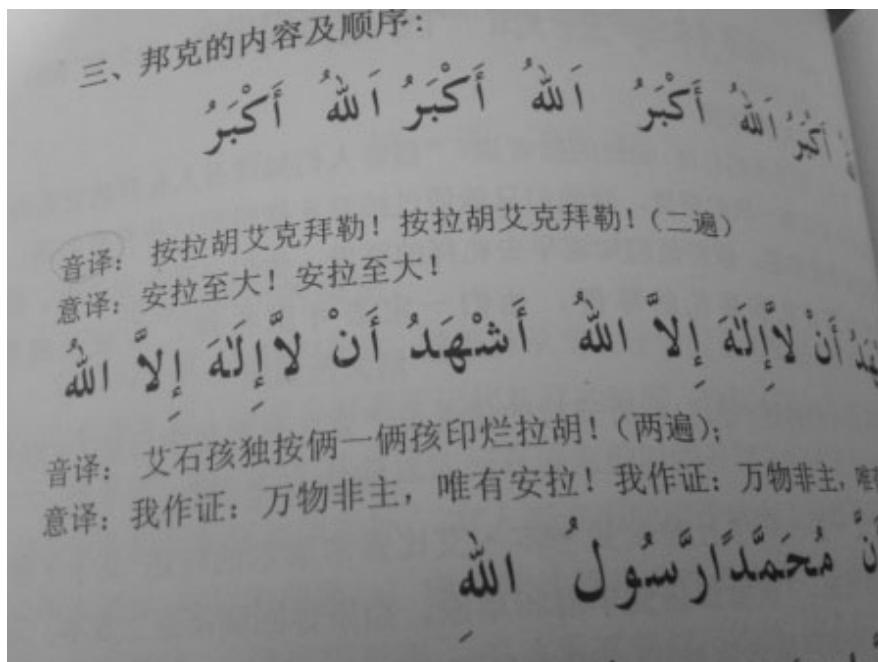 三、邦克的内容及顺序:
اَللهُ أَكْبَرُ اَللهُ أَكْبَرُ اَللهُ أَكْبَرُ اَللهُ أَكْبَرُ
音译: 按拉胡艾克拜勒! 按拉胡艾克拜勒! (二遍)
意译: 安拉至大! 安拉至大!
أَنْ لاَّإِلَٰهَ إِلاَّ اللهُ أَشْهَدُ أَنْ لاَّإِلَٰهَ إِلاَّ اللهُ
音译: 艾石孩独按俩一俩孩印烂拉胡! (两遍);
意译: 我作证: 万物非主, 唯有安拉! 我作证: 万物非主,
مُحَمَّدًارَّسُولُ اللهِ